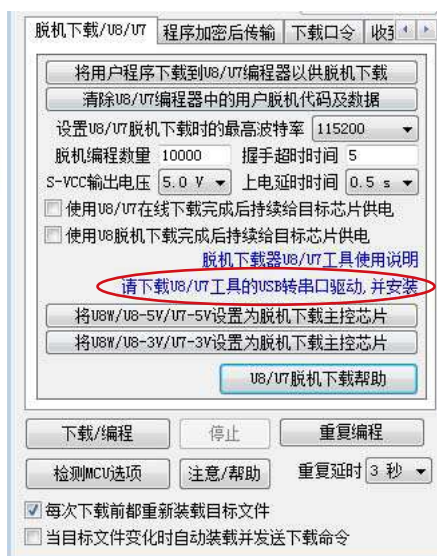 脱机下载/U8/U7 程序加密后传输 下载口令
将用户程序下载到U8/U7编程器以供脱机下载
清除U8/U7编程器中的用户脱机代码及数据
设置U8/U7脱机下载时的最高波特率 115200
脱机编程数量 10000 握手超时时间 5
S-VCC输出电压 5.0 V 上电延时时间 0.5 s
使用U8/U7在线下载完成后持续给目标芯片供电
使用U8脱机下载完成后持续给目标芯片供电
脱机下载器U8/U7工具使用说明
请下载U8/U7工具的USB转串口驱动,并安装
将U8W/U8-5V/U7-5V设置为脱机下载主控芯片
将U8W/U8-3V/U7-3V设置为脱机下载主控芯片
U8/U7脱机下载帮助
下载/编程 停止 重复编程
检测MCU选项 注意/帮助 重复延时 3 秒
每次下载前都重新装载目标文件
当目标文件变化时自动装载并发送下载命令